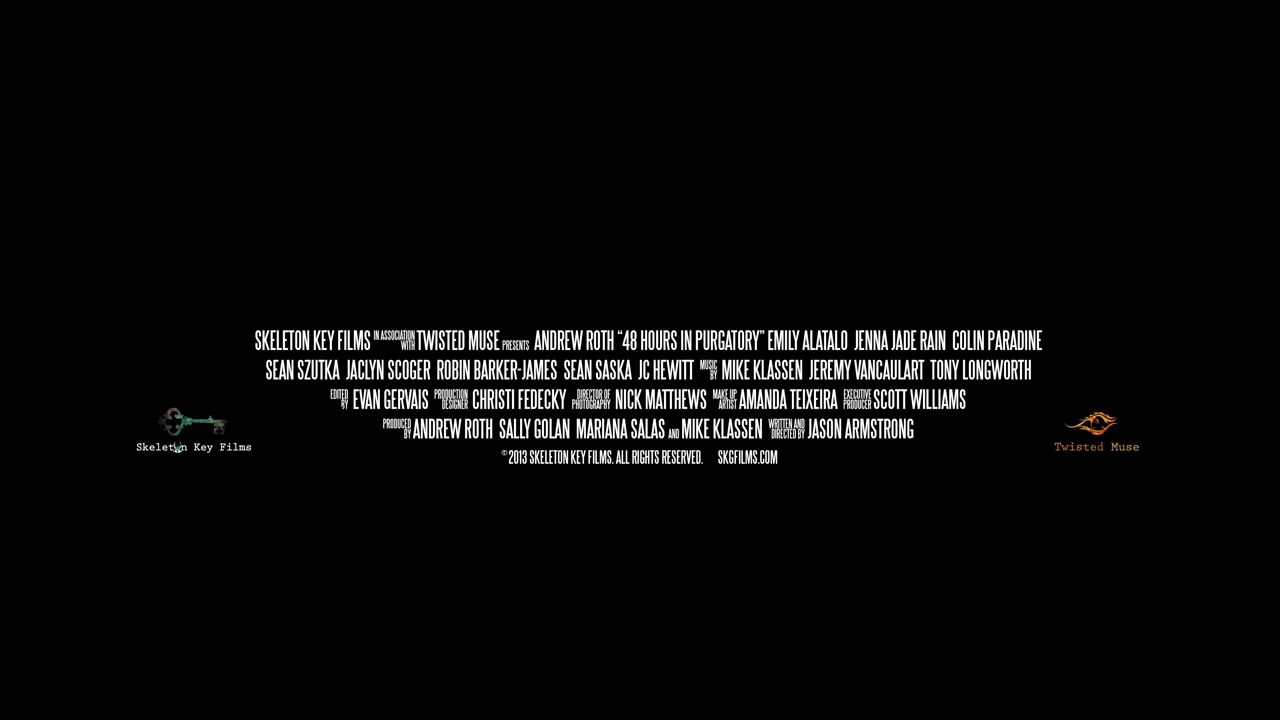 SKELETON KEY FILMS IN ASSOCIATION WITH TWISTED MUSE PRESENTS ANDREW ROTH “48 HOURS IN PURGATORY” EMILY ALATALO JENNA JADE RAIN COLIN PARADINE
SEAN SZUTKA JACLYN SCOGER ROBIN BARKER-JAMES SEAN SASKA JC HEWITT MUSIC BY MIKE KLASSEN JEREMY VANCAULART TONY LONGWORTH
EDITED BY EVAN GERVAIS PRODUCTION DESIGNER CHRISTI FEDECKY DIRECTOR OF PHOTOGRAPHY NICK MATTHEWS MAKE UP ARTIST AMANDA TEIXEIRA EXECUTIVE PRODUCER SCOTT WILLIAMS
PRODUCED BY ANDREW ROTH SALLY GOLAN MARIANA SALAS AND MIKE KLASSEN WRITTEN AND DIRECTED BY JASON ARMSTRONG
© 2013 SKELETON KEY FILMS. ALL RIGHTS RESERVED. SKGFILMS.COM
Skeleton Key Films
Twisted Muse